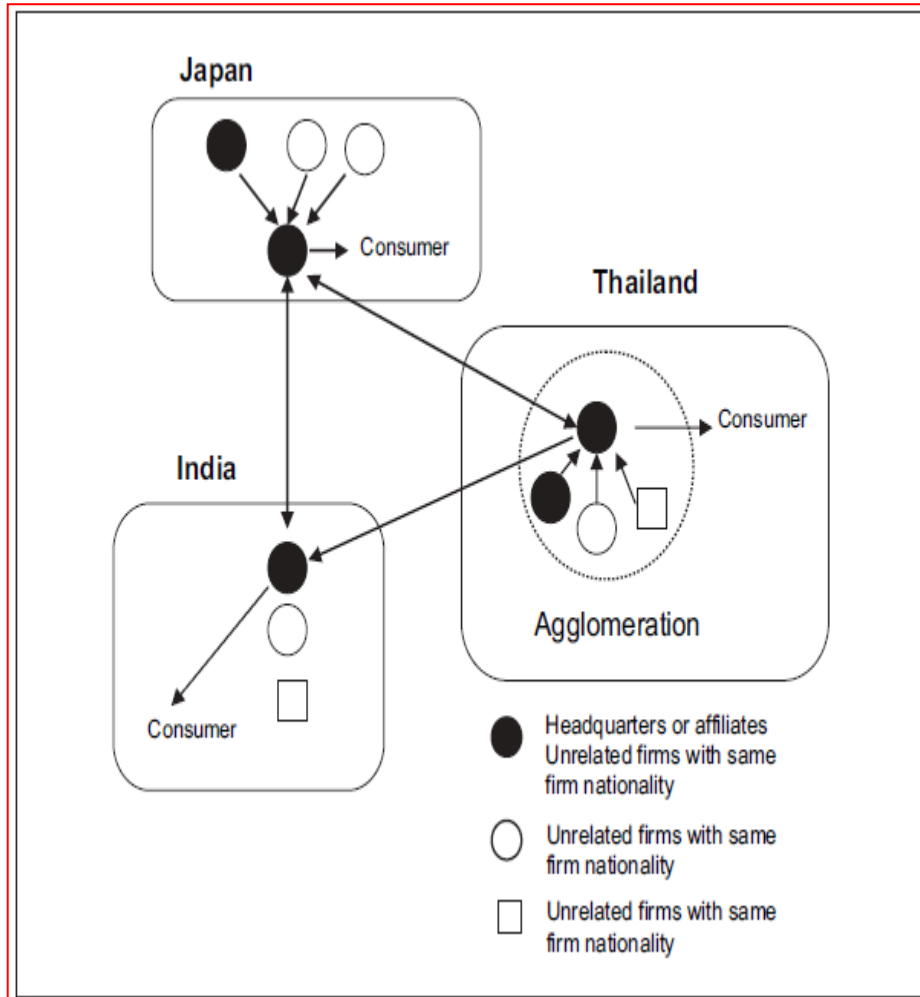 Japan
Consumer
Thailand
Consumer
Agglomeration
India
Consumer
Headquarters or affiliates
Unrelated firms with same
firm nationality
Unrelated firms with same
firm nationality
Unrelated firms with same
firm nationality